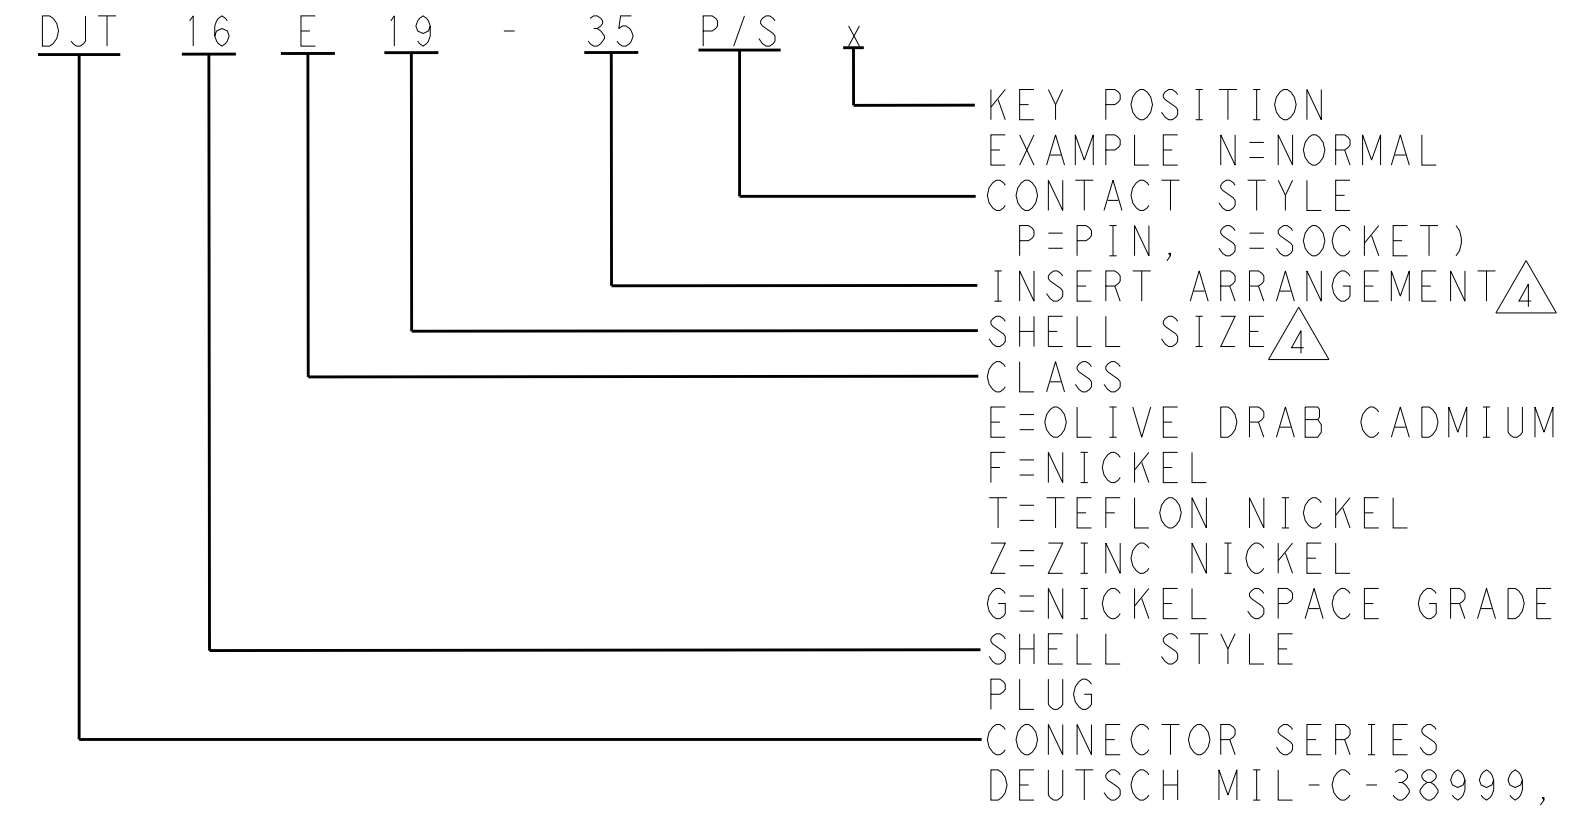 DJT 16 E 19 - 35 P/S x
KEY POSITION
EXAMPLE N=NORMAL
CONTACT STYLE
P=PIN, S=SOCKET)
INSERT ARRANGEMENT 4
SHELL SIZE 4
CLASS
E=OLIVE DRAB CADMIUM
F=NICKEL
T=TEFLON NICKEL
Z=ZINC NICKEL
G=NICKEL SPACE GRADE
SHELL STYLE
PLUG
CONNECTOR SERIES
DEUTSCH MIL-C-38999,